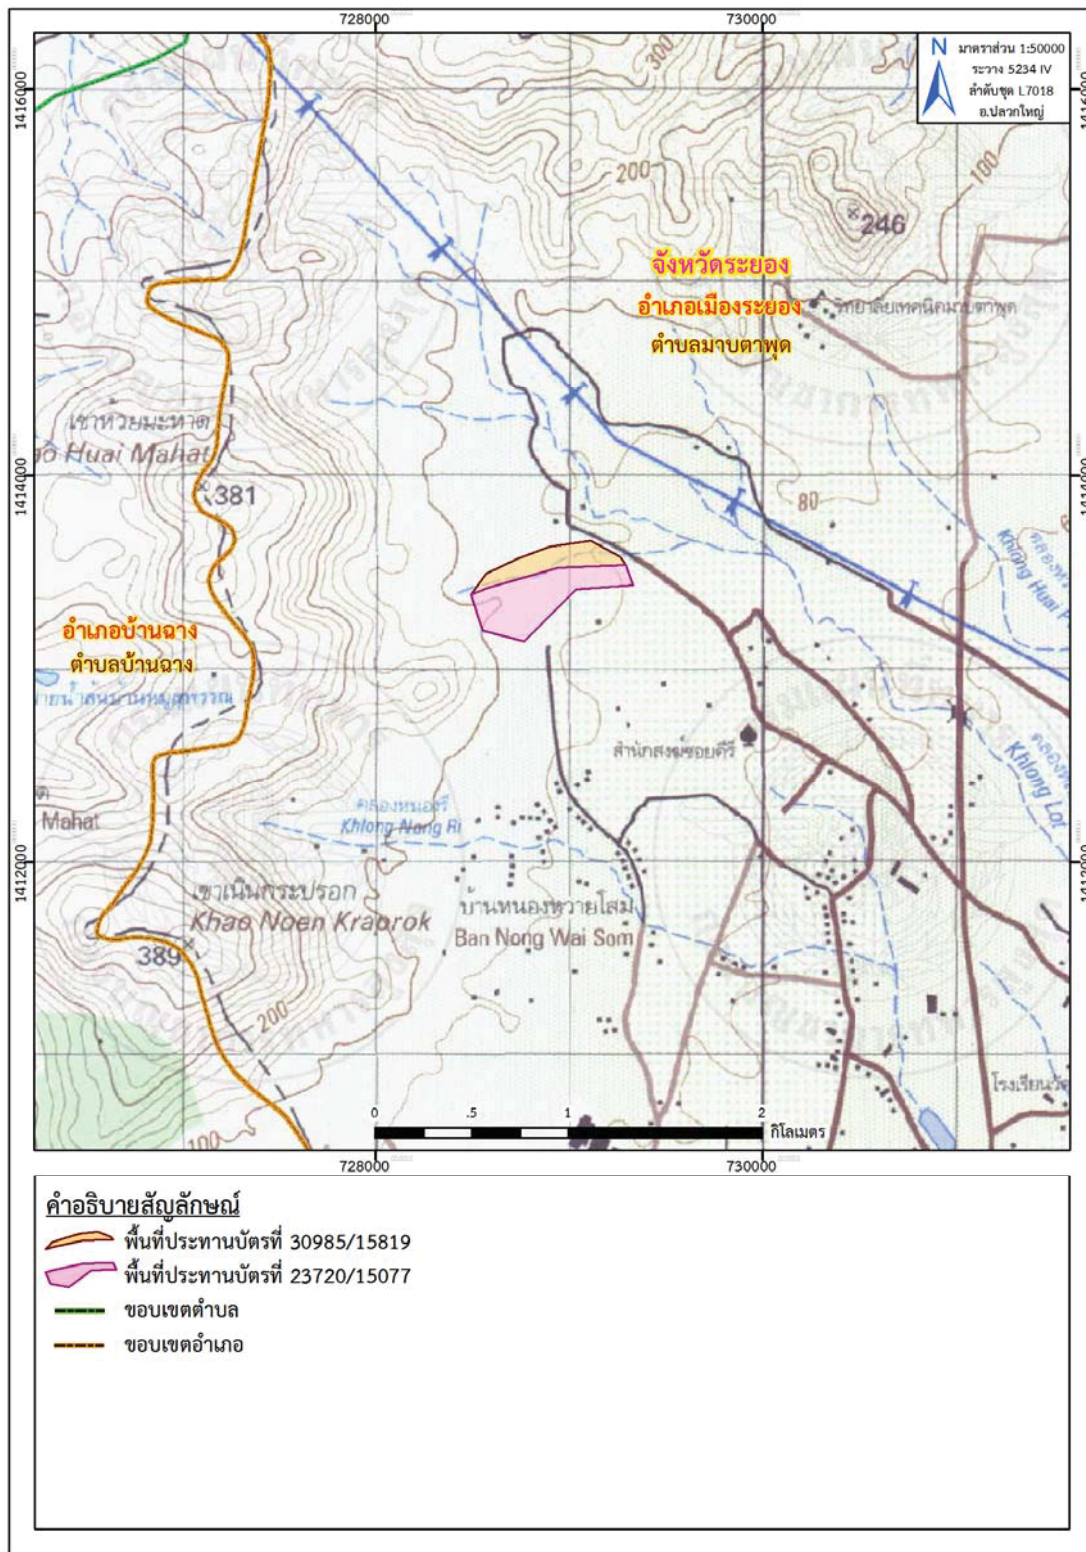 728000
730000
N
มาตราส่วน 1:50000
ระวาง 5234 IV
ลำดับชุด L7018
อ.ปลวกใหญ่
1416000
1416000
300
200
100
246
จังหวัดระยอง
อำเภอเมืองระยอง
ตำบลมาบตาพุด
วิทยาลัยเทคนิคมาบตาพุด
เขาห้วยมะหาด
Huai Mahat
381
1414000
1414000
80
คลองห้วย
Khlong Huai
อำเภอบ้านฉาง
ตำบลบ้านฉาง
สำนักสงฆ์ซอยคีรี
Khlong Lot
Mahat
คลองหนองรี
Khlong Nong Ri
1412000
1412000
เขาเนินกระปรอก
Khao Noen Kraprok
389
บ้านหนองหวายโสม
Ban Nong Wai Som
200
100
โรงเรียนวัด
0 .5 1 2
กิโลเมตร
728000
730000
คำอธิบายสัญลักษณ์
พื้นที่ประทานบัตรที่ 30985/15819
พื้นที่ประทานบัตรที่ 23720/15077
ขอบเขตตำบล
ขอบเขตอำเภอ